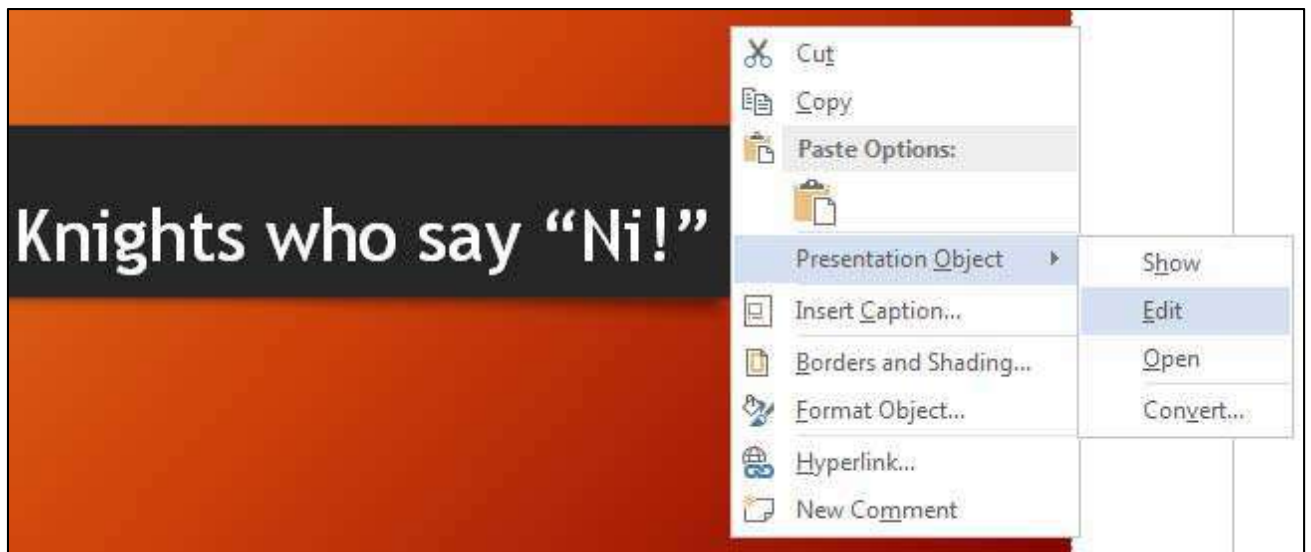 Knights who say “Ni!”
Cut
Copy
Paste Options:
Presentation Object
Insert Caption...
Borders and Shading...
Format Object...
Hyperlink...
New Comment
Show
Edit
Open
Convert...